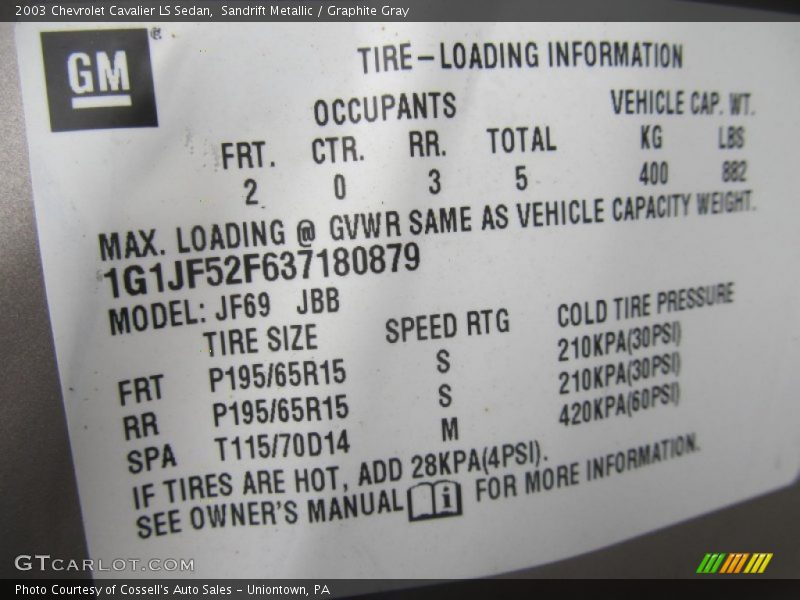 2003 Chevrolet Cavalier LS Sedan,  Sandrift Metallic / Graphite Gray
GM®
TIRE-LOADING INFORMATION
OCCUPANTS VEHICLE CAP. WT.
FRT. CTR. RR. TOTAL KG LBS
2 0 3 5 400 882
MAX. LOADING @ GVWR SAME AS VEHICLE CAPACITY WEIGHT.
1G1JF52F637180879
MODEL: JF69 JBB
TIRE SIZE SPEED RTG COLD TIRE PRESSURE
FRT P195/65R15 S 210KPA(30PSI)
RR P195/65R15 S 210KPA(30PSI)
SPA T115/70D14 M 420KPA(60PSI)
IF TIRES ARE HOT, ADD 28KPA(4PSI).
SEE OWNER'S MANUAL i FOR MORE INFORMATION.
GTCARLOT.COM
Photo Courtesy of Cossell's Auto Sales - Uniontown, PA